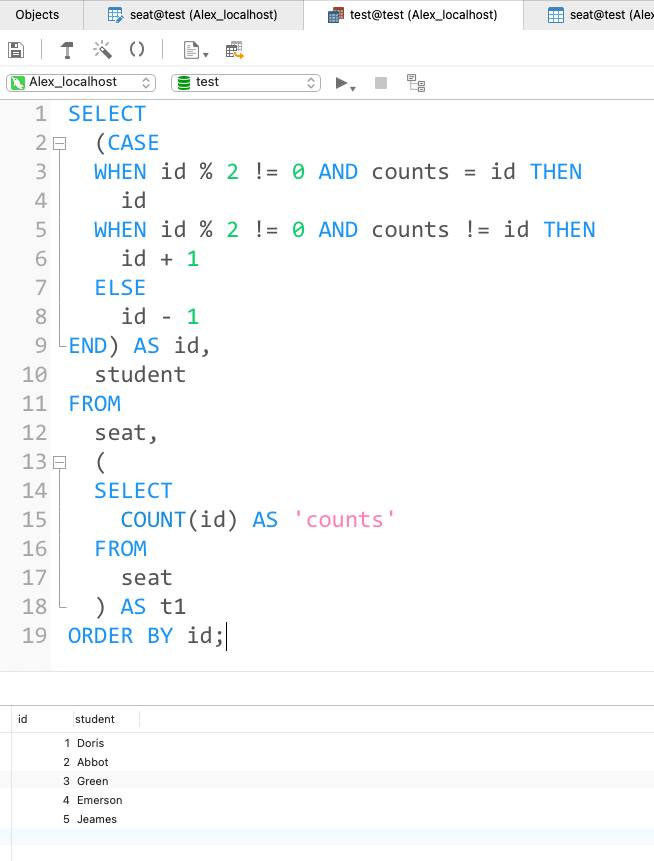 Objects seat@test (Alex_localhost) test@test (Alex_localhost) seat@test (Alex
Alex_localhost test
1 SELECT
2 (CASE
3 WHEN id % 2 != 0 AND counts = id THEN
4 id
5 WHEN id % 2 != 0 AND counts != id THEN
6 id + 1
7 ELSE
8 id - 1
9 END) AS id,
10 student
11 FROM
12 seat,
13 (
14 SELECT
15 COUNT(id) AS 'counts'
16 FROM
17 seat
18 ) AS t1
19 ORDER BY id;
id student
1 Doris
2 Abbot
3 Green
4 Emerson
5 Jeames